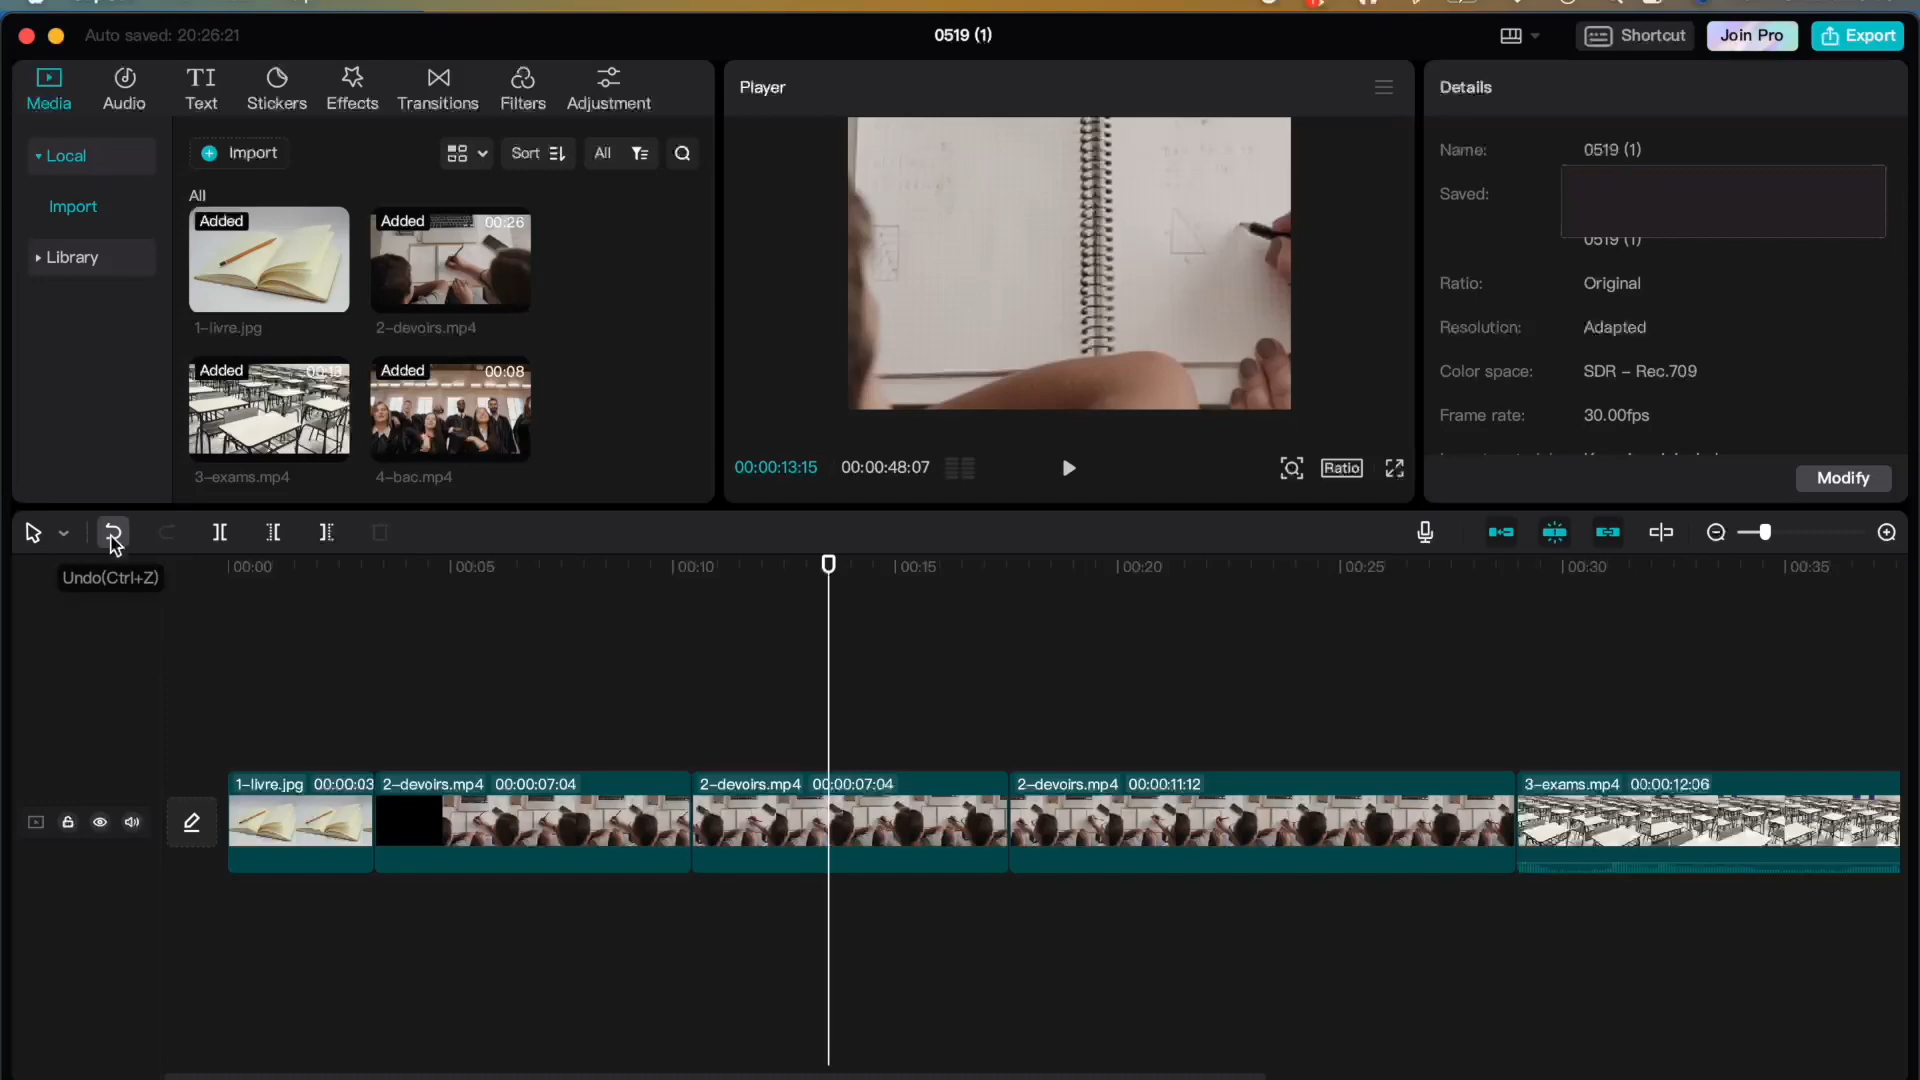 Auto saved: 20:26:21
0519 (1)
Shortcut
Join Pro
Export
Media
Audio
TI
Text
Stickers
Effects
Transitions
Filters
Adjustment
Local
Import
Library
Import
Sort
All
All
Added
1-livre.jpg
Added
00:26
2-devoirs.mp4
Added
00:13
3-exams.mp4
Added
00:08
4-bac.mp4
Player
00:00:13:15
00:00:48:07
Ratio
Details
Name:
0519 (1)
Saved:
0519 (1)
Ratio:
Original
Resolution:
Adapted
Color space:
SDR – Rec.709
Frame rate:
30.00fps
Modify
Undo(Ctrl+Z)
00:00
00:05
00:10
00:15
00:20
00:25
00:30
00:35
1-livre.jpg 00:00:03
2-devoirs.mp4 00:00:07:04
2-devoirs.mp4 00:00:07:04
2-devoirs.mp4 00:00:11:12
3-exams.mp4 00:00:12:06